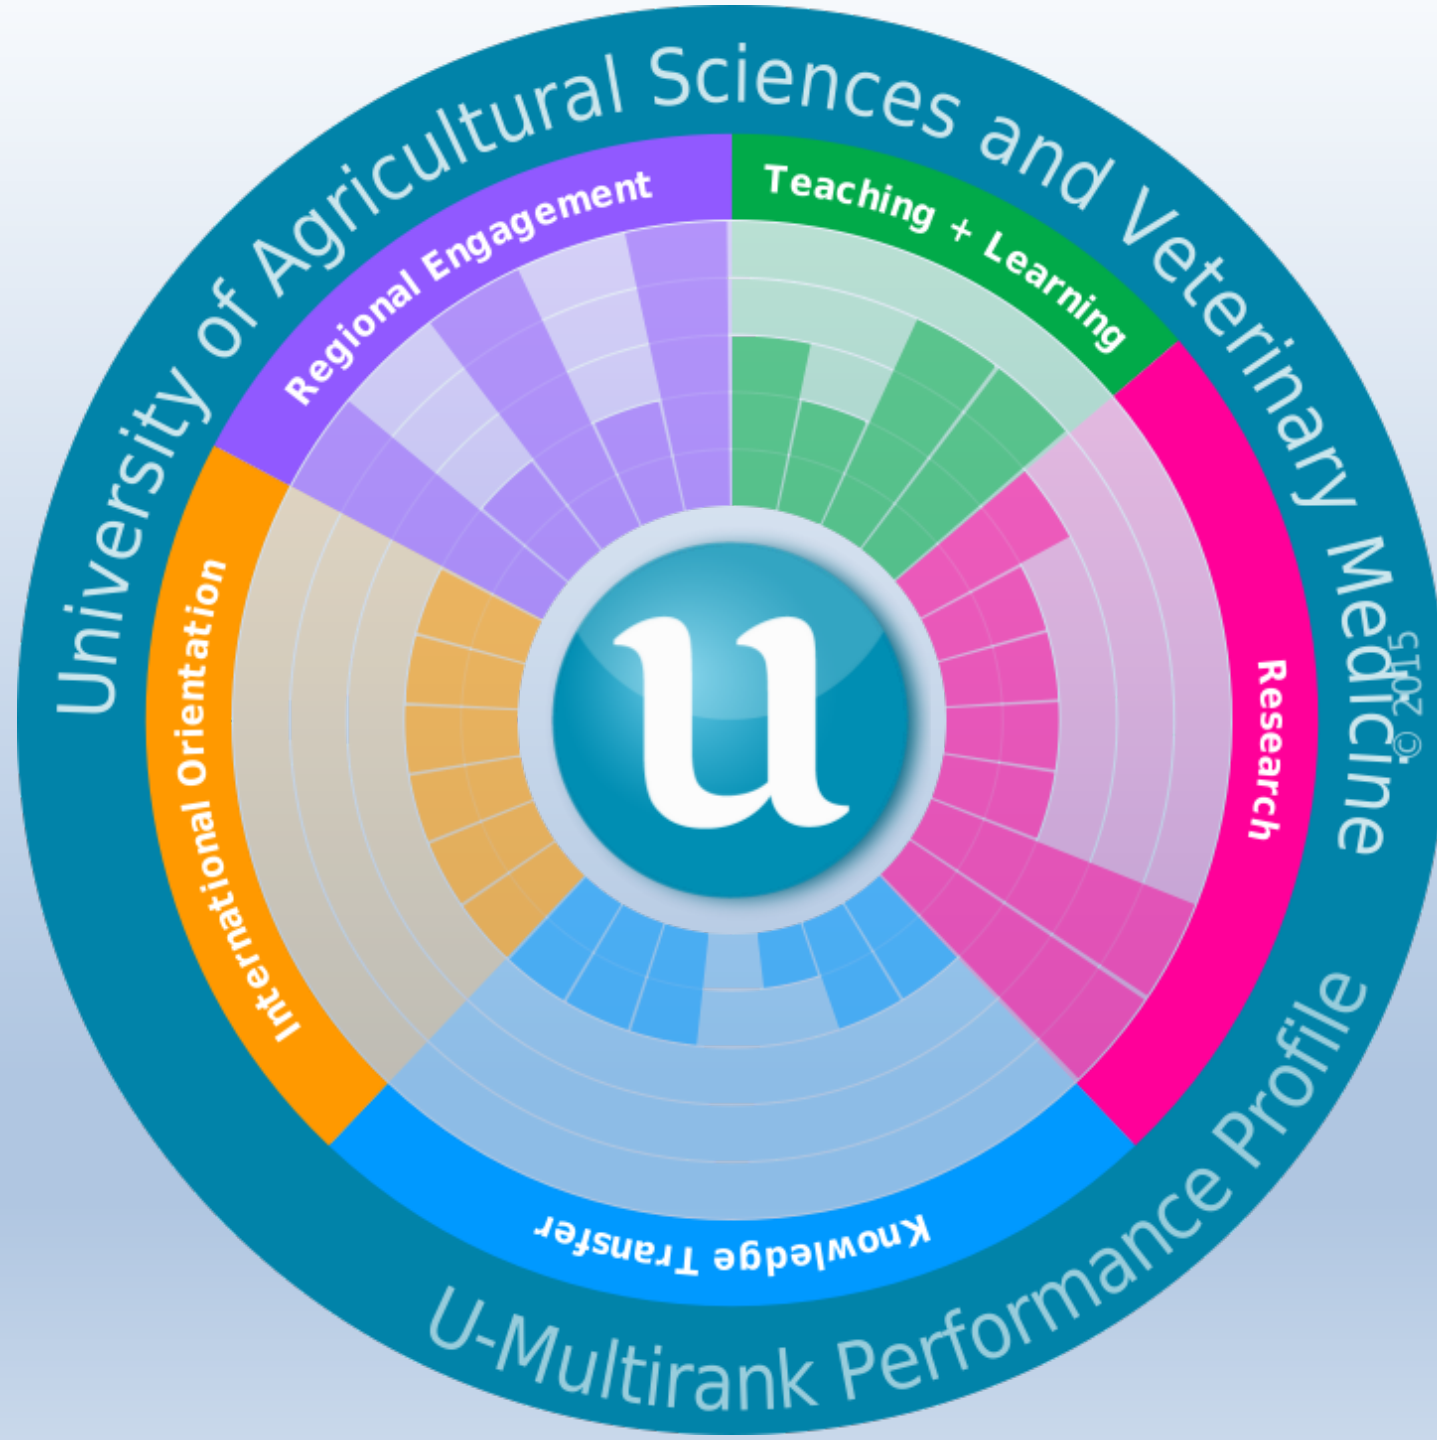 University of Agricultural Sciences and Veterinary Medicine
© 2015
Teaching + Learning
Research
Knowledge Transfer
International Orientation
Regional Engagement
u
U-Multirank Performance Profile